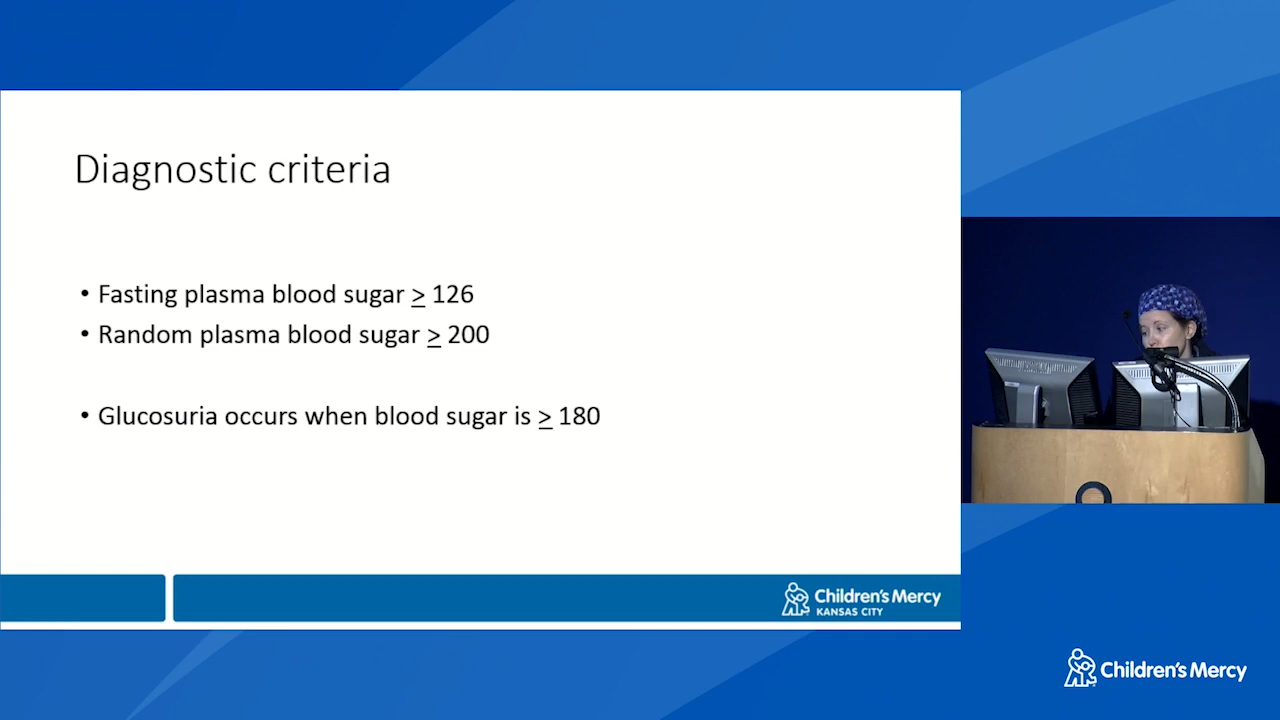 Diagnostic criteria
• Fasting plasma blood sugar ≥ 126
• Random plasma blood sugar ≥ 200
• Glucosuria occurs when blood sugar is ≥ 180
Children's Mercy
KANSAS CITY
Children's Mercy